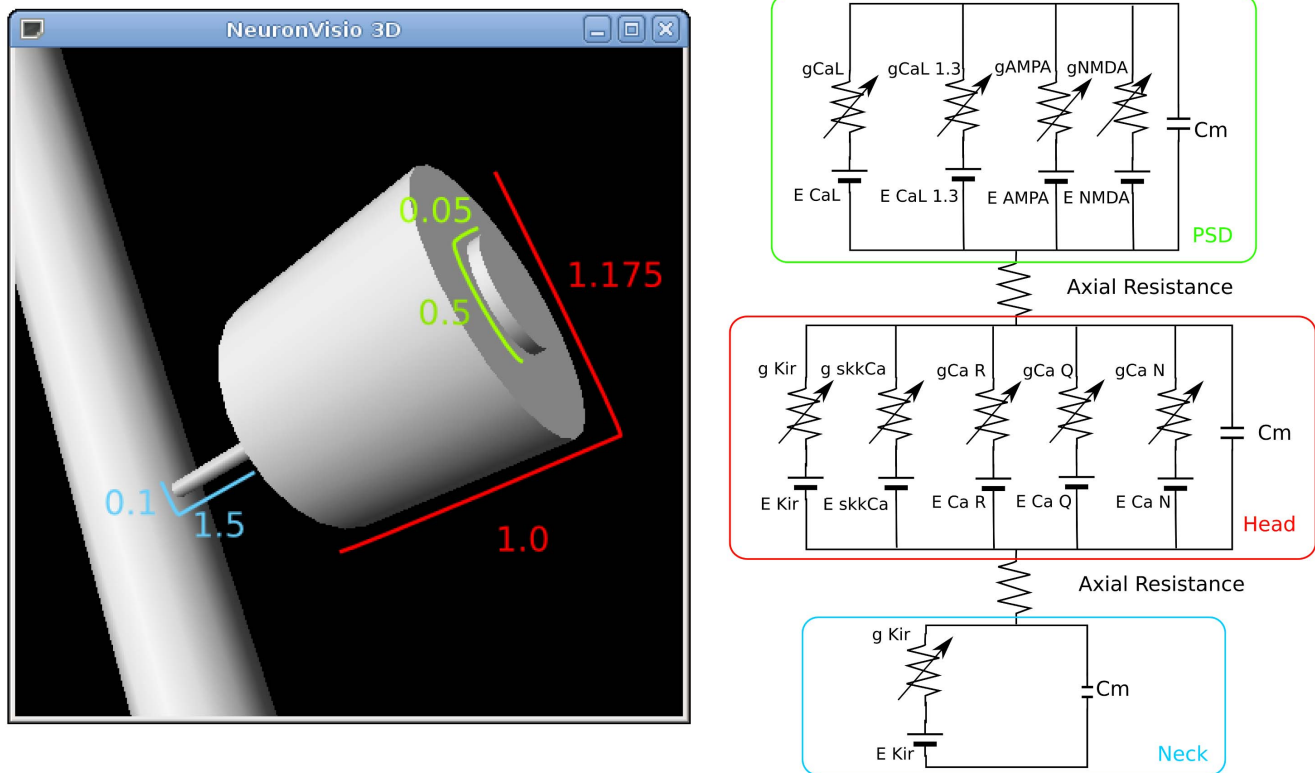 NeuronVisio 3D
0.05
0.5
1.175
1.0
0.1
1.5
gCaL gCaL 1.3 gAMPA gNMDA
Cm
E CaL E CaL 1.3 E AMPA E NMDA
PSD
Axial Resistance
g Kir g skkCa gCa R gCa Q gCa N
Cm
E Kir E skkCa E Ca R E Ca Q E Ca N
Head
Axial Resistance
g Kir
Cm
E Kir
Neck